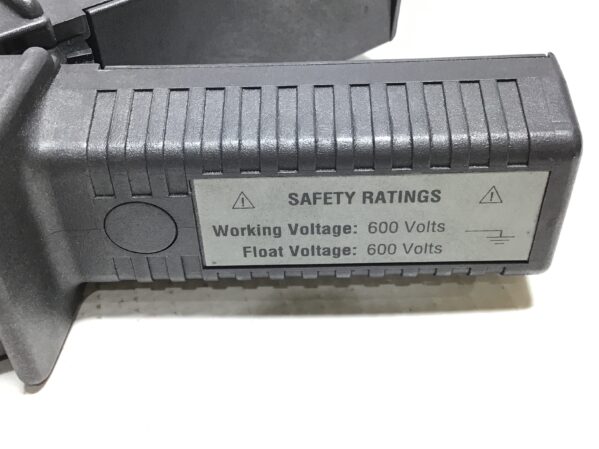 SAFETY RATINGS
Working Voltage: 600 Volts
Float Voltage: 600 Volts